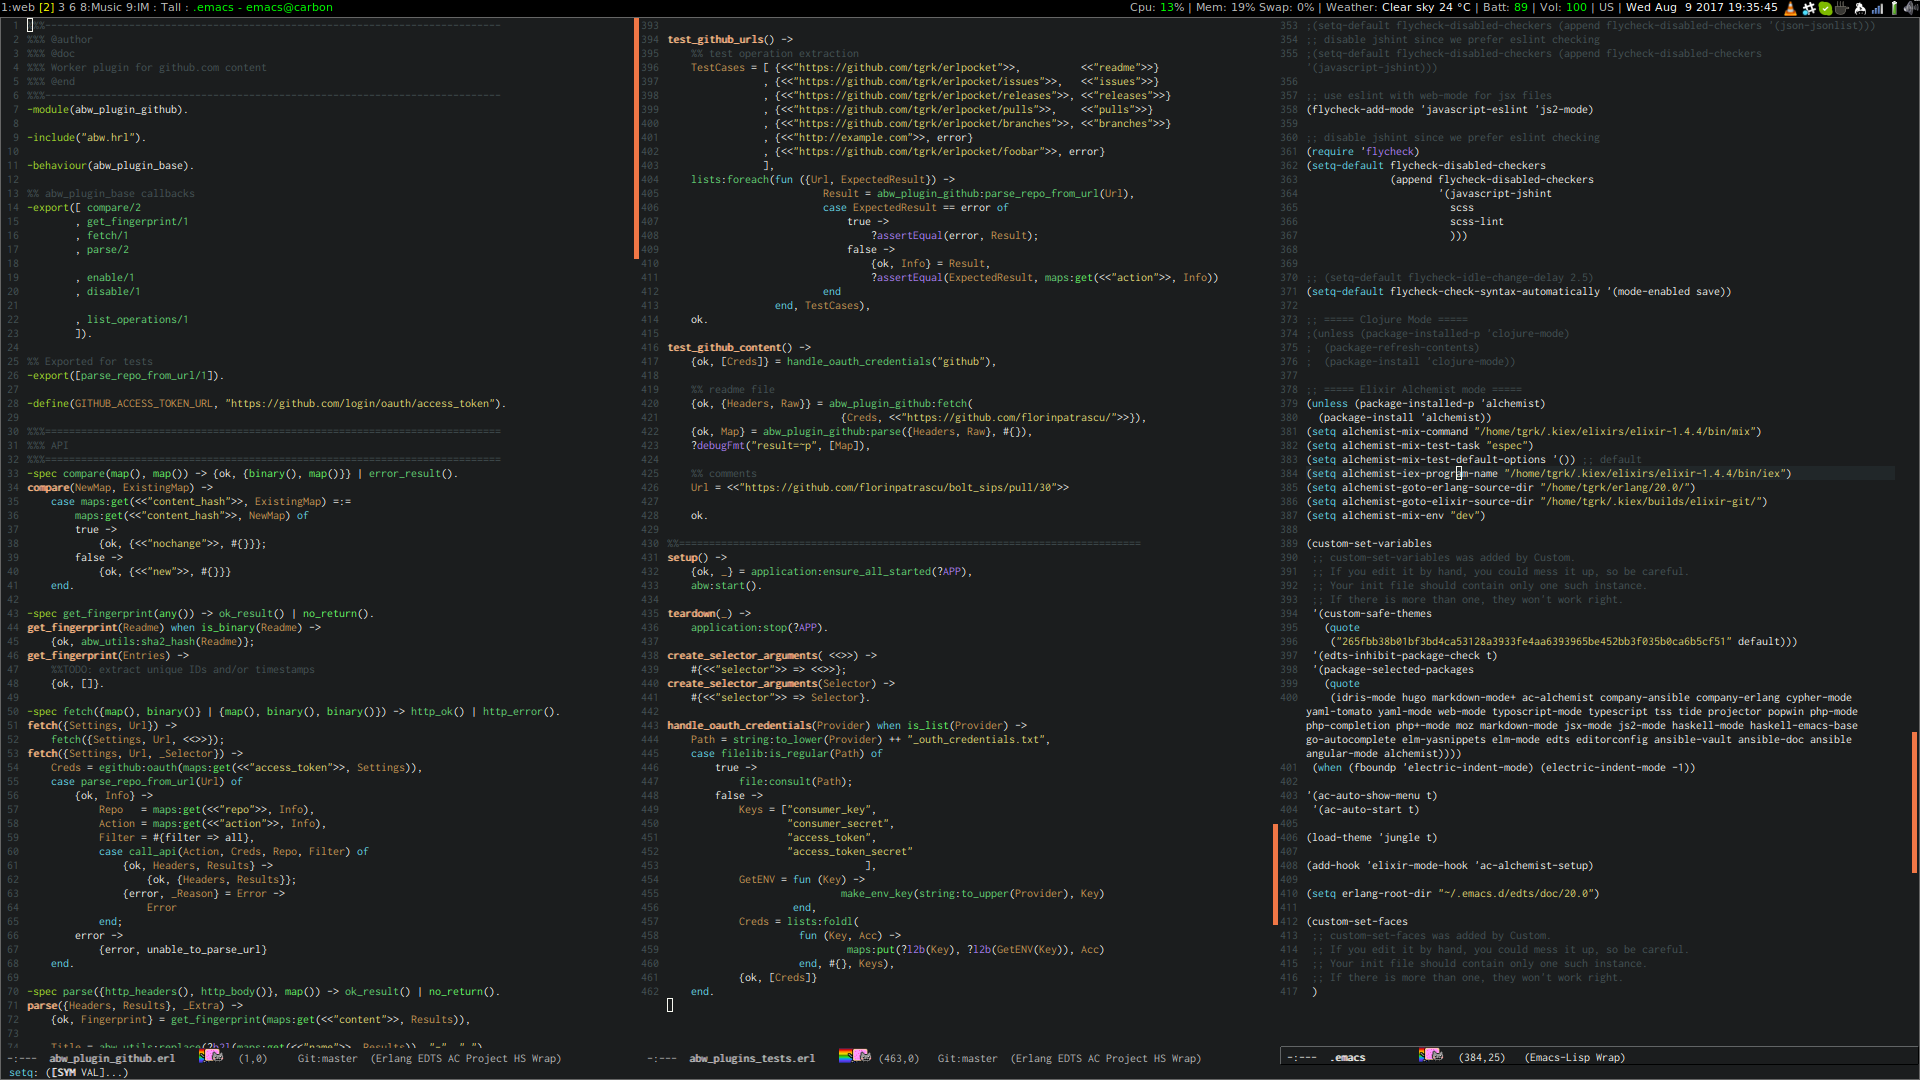 1:web [2] 3 6 8:Music 9:IM : Tall : .emacs - emacs@carbon
Cpu: 13% | Mem: 19% Swap: 0% | Weather: Clear sky 24 °C | Batt: 89 | Vol: 100 | US | Wed Aug  9 2017 19:35:45
1 %%%----------------------------------------------------------------------------
2 %%% @author
3 %%% @doc
4 %%% Worker plugin for github.com content
5 %%% @end
6 %%%----------------------------------------------------------------------------
7 -module(abw_plugin_github).
8
9 -include("abw.hrl").
10
11 -behaviour(abw_plugin_base).
12
13 %% abw_plugin_base callbacks
14 -export([ compare/2
15         , get_fingerprint/1
16         , fetch/1
17         , parse/2
18
19         , enable/1
20         , disable/1
21
22         , list_operations/1
23         ]).
24
25 %% Exported for tests
26 -export([parse_repo_from_url/1]).
27
28 -define(GITHUB_ACCESS_TOKEN_URL, "https://github.com/login/oauth/access_token").
29
30 %%%============================================================================
31 %%% API
32 %%%============================================================================
33 -spec compare(map(), map()) -> {ok, {binary(), map()}} | error_result().
34 compare(NewMap, ExistingMap) ->
35     case maps:get(<<"content_hash">>, ExistingMap) =:=
36         maps:get(<<"content_hash">>, NewMap) of
37         true ->
38             {ok, {<<"nochange">>, #{}}};
39         false ->
40             {ok, {<<"new">>, #{}}}
41     end.
42
43 -spec get_fingerprint(any()) -> ok_result() | no_return().
44 get_fingerprint(Readme) when is_binary(Readme) ->
45     {ok, abw_utils:sha2_hash(Readme)};
46 get_fingerprint(Entries) ->
47     %%TODO: extract unique IDs and/or timestamps
48     {ok, []}.
49
50 -spec fetch({map(), binary()} | {map(), binary(), binary()}) -> http_ok() | http_error().
51 fetch({Settings, Url}) ->
52     fetch({Settings, Url, <<>>});
53 fetch({Settings, Url, _Selector}) ->
54     Creds = egithub:oauth(maps:get(<<"access_token">>, Settings)),
55     case parse_repo_from_url(Url) of
56         {ok, Info} ->
57             Repo   = maps:get(<<"repo">>, Info),
58             Action = maps:get(<<"action">>, Info),
59             Filter = #{filter => all},
60             case call_api(Action, Creds, Repo, Filter) of
61                 {ok, Headers, Results} ->
62                     {ok, {Headers, Results}};
63                 {error, _Reason} = Error ->
64                     Error
65             end;
66         error ->
67             {error, unable_to_parse_url}
68     end.
69
70 -spec parse({http_headers(), http_body()}, map()) -> ok_result() | no_return().
71 parse({Headers, Results}, _Extra) ->
72     {ok, Fingerprint} = get_fingerprint(maps:get(<<"content">>, Results)),
73
74     Title = abw_utils:replace(?b2l(maps:get(<<"name">>, Results)), "-", " ")
-:---  abw_plugin_github.erl    (1,0)    Git:master  (Erlang EDTS AC Project HS Wrap)
393
394 test_github_urls() ->
395     %% test operation extraction
396     TestCases = [ {<<"https://github.com/tgrk/erlpocket">>,          <<"readme">>}
397                 , {<<"https://github.com/tgrk/erlpocket/issues">>,   <<"issues">>}
398                 , {<<"https://github.com/tgrk/erlpocket/releases">>, <<"releases">>}
399                 , {<<"https://github.com/tgrk/erlpocket/pulls">>,    <<"pulls">>}
400                 , {<<"https://github.com/tgrk/erlpocket/branches">>, <<"branches">>}
401                 , {<<"http://example.com">>, error}
402                 , {<<"https://github.com/tgrk/erlpocket/foobar">>, error}
403                 ],
404     lists:foreach(fun ({Url, ExpectedResult}) ->
405                           Result = abw_plugin_github:parse_repo_from_url(Url),
406                           case ExpectedResult == error of
407                               true ->
408                                   ?assertEqual(error, Result);
409                               false ->
410                                   {ok, Info} = Result,
411                                   ?assertEqual(ExpectedResult, maps:get(<<"action">>, Info))
412                           end
413                   end, TestCases),
414     ok.
415
416 test_github_content() ->
417     {ok, [Creds]} = handle_oauth_credentials("github"),
418
419     %% readme file
420     {ok, {Headers, Raw}} = abw_plugin_github:fetch(
421                              {Creds, <<"https://github.com/florinpatrascu/">>}),
422     {ok, Map} = abw_plugin_github:parse({Headers, Raw}, #{}),
423     ?debugFmt("result=~p", [Map]),
424
425     %% comments
426     Url = <<"https://github.com/florinpatrascu/bolt_sips/pull/30">>
427
428     ok.
429
430 %%=============================================================================
431 setup() ->
432     {ok, _} = application:ensure_all_started(?APP),
433     abw:start().
434
435 teardown(_) ->
436     application:stop(?APP).
437
438 create_selector_arguments( <<>>) ->
439     #{<<"selector">> => <<>>};
440 create_selector_arguments(Selector) ->
441     #{<<"selector">> => Selector}.
442
443 handle_oauth_credentials(Provider) when is_list(Provider) ->
444     Path = string:to_lower(Provider) ++ "_outh_credentials.txt",
445     case filelib:is_regular(Path) of
446         true ->
447             file:consult(Path);
448         false ->
449             Keys = ["consumer_key",
450                     "consumer_secret",
451                     "access_token",
452                     "access_token_secret"
453                                  ],
454             GetENV = fun (Key) ->
455                              make_env_key(string:to_upper(Provider), Key)
456                      end,
457             Creds = lists:foldl(
458                       fun (Key, Acc) ->
459                               maps:put(?l2b(Key), ?l2b(GetENV(Key)), Acc)
460                       end, #{}, Keys),
461             {ok, [Creds]}
462     end.
-:---  abw_plugins_tests.erl    (463,0)    Git:master  (Erlang EDTS AC Project HS Wrap)
353 ;(setq-default flycheck-disabled-checkers (append flycheck-disabled-checkers '(json-jsonlist)))
354 ;; disable jshint since we prefer eslint checking
355 ;(setq-default flycheck-disabled-checkers (append flycheck-disabled-checkers
'(javascript-jshint)))
356
357 ;; use eslint with web-mode for jsx files
358 (flycheck-add-mode 'javascript-eslint 'js2-mode)
359
360 ;; disable jshint since we prefer eslint checking
361 (require 'flycheck)
362 (setq-default flycheck-disabled-checkers
363               (append flycheck-disabled-checkers
364                       '(javascript-jshint
365                         scss
366                         scss-lint
367                         )))
368
369
370 ;; (setq-default flycheck-idle-change-delay 2.5)
371 (setq-default flycheck-check-syntax-automatically '(mode-enabled save))
372
373 ;; ===== Clojure Mode =====
374 ;(unless (package-installed-p 'clojure-mode)
375 ;  (package-refresh-contents)
376 ;  (package-install 'clojure-mode))
377
378 ;; ===== Elixir Alchemist mode =====
379 (unless (package-installed-p 'alchemist)
380   (package-install 'alchemist))
381 (setq alchemist-mix-command "/home/tgrk/.kiex/elixirs/elixir-1.4.4/bin/mix")
382 (setq alchemist-mix-test-task "espec")
383 (setq alchemist-mix-test-default-options '()) ;; default
384 (setq alchemist-iex-program-name "/home/tgrk/.kiex/elixirs/elixir-1.4.4/bin/iex")
385 (setq alchemist-goto-erlang-source-dir "/home/tgrk/erlang/20.0/")
386 (setq alchemist-goto-elixir-source-dir "/home/tgrk/.kiex/builds/elixir-git/")
387 (setq alchemist-mix-env "dev")
388
389 (custom-set-variables
390  ;; custom-set-variables was added by Custom.
391  ;; If you edit it by hand, you could mess it up, so be careful.
392  ;; Your init file should contain only one such instance.
393  ;; If there is more than one, they won't work right.
394  '(custom-safe-themes
395    (quote
396     ("265fbb38b01bf3bd4ca53128a3933fe4aa6393965be452bb3f035b0ca6b5cf51" default)))
397  '(edts-inhibit-package-check t)
398  '(package-selected-packages
399    (quote
400     (idris-mode hugo markdown-mode+ ac-alchemist company-ansible company-erlang cypher-mode
yaml-tomato yaml-mode web-mode typoscript-mode typescript tss tide projector popwin php-mode
php-completion php+-mode moz markdown-mode jsx-mode js2-mode haskell-mode haskell-emacs-base
go-autocomplete elm-yasnippets elm-mode edts editorconfig ansible-vault ansible-doc ansible
angular-mode alchemist))))
401  (when (fboundp 'electric-indent-mode) (electric-indent-mode -1))
402
403 '(ac-auto-show-menu t)
404  '(ac-auto-start t)
405
406 (load-theme 'jungle t)
407
408 (add-hook 'elixir-mode-hook 'ac-alchemist-setup)
409
410 (setq erlang-root-dir "~/.emacs.d/edts/doc/20.0")
411
412 (custom-set-faces
413  ;; custom-set-faces was added by Custom.
414  ;; If you edit it by hand, you could mess it up, so be careful.
415  ;; Your init file should contain only one such instance.
416  ;; If there is more than one, they won't work right.
417  )
-:---  .emacs    (384,25)    (Emacs-Lisp Wrap)
setq: ([SYM VAL]...)